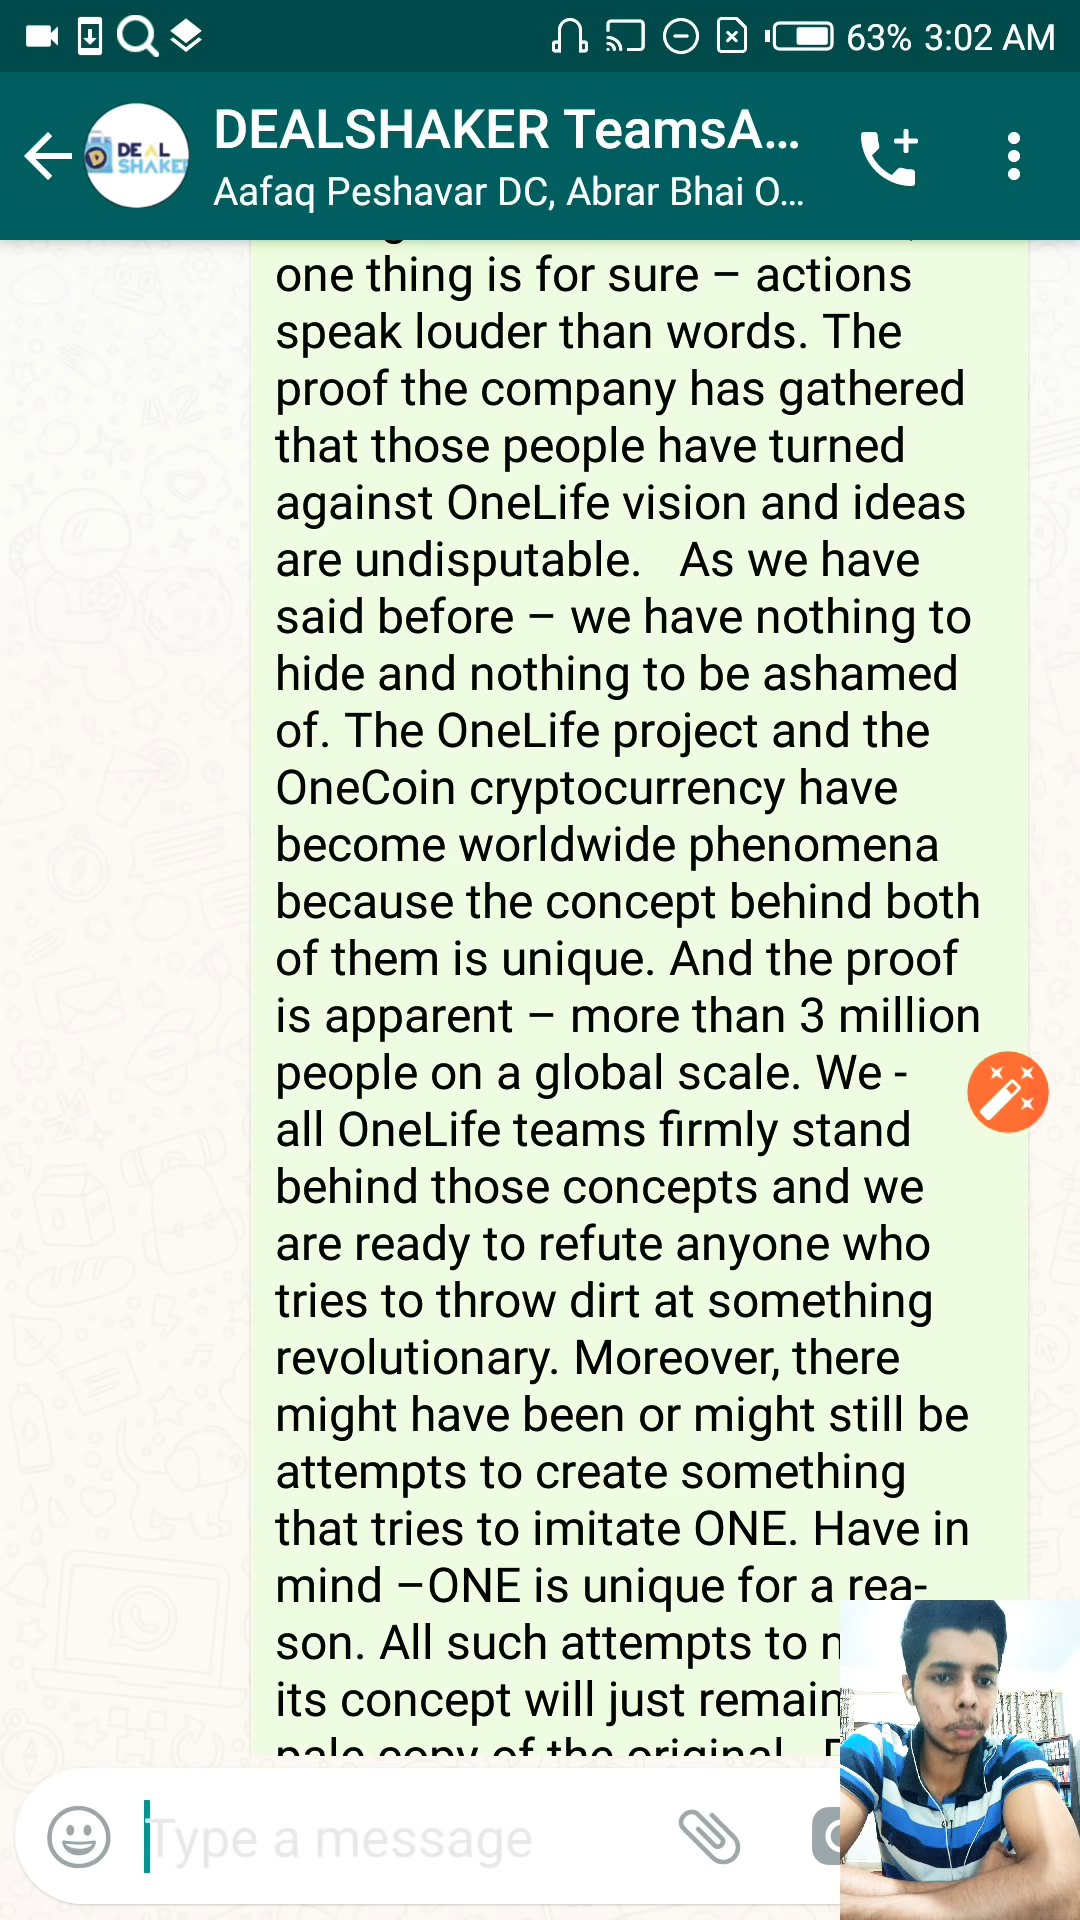 63% 3:02 AM
DEAL
SHAKE
DEALSHAKER TeamsA...
Aafaq Peshavar DC, Abrar Bhai O...
one thing is for sure – actions
speak louder than words. The
proof the company has gathered
that those people have turned
against OneLife vision and ideas
are undisputable.   As we have
said before – we have nothing to
hide and nothing to be ashamed
of. The OneLife project and the
OneCoin cryptocurrency have
become worldwide phenomena
because the concept behind both
of them is unique. And the proof
is apparent – more than 3 million
people on a global scale. We -
all OneLife teams firmly stand
behind those concepts and we
are ready to refute anyone who
tries to throw dirt at something
revolutionary. Moreover, there
might have been or might still be
attempts to create something
that tries to imitate ONE. Have in
mind –ONE is unique for a rea-
son. All such attempts to
its concept will just remain
pale copy of the original.
Type a message